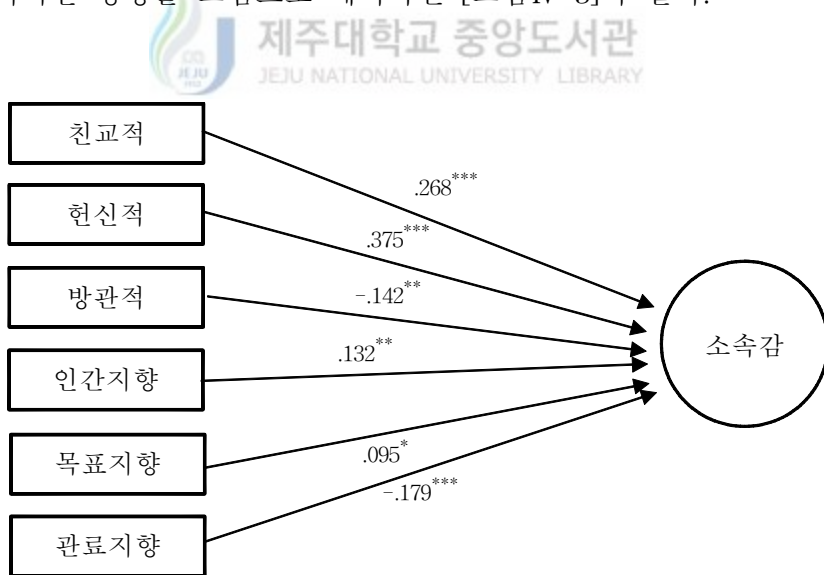 제주대학교 중앙도서관
JEJU NATIONAL UNIVERSITY LIBRARY
JEJU
1952
친교적
.268***
헌신적
.375***
방관적
-.142**
소속감
인간지향
.132**
목표지향
.095*
-.179***
관료지향